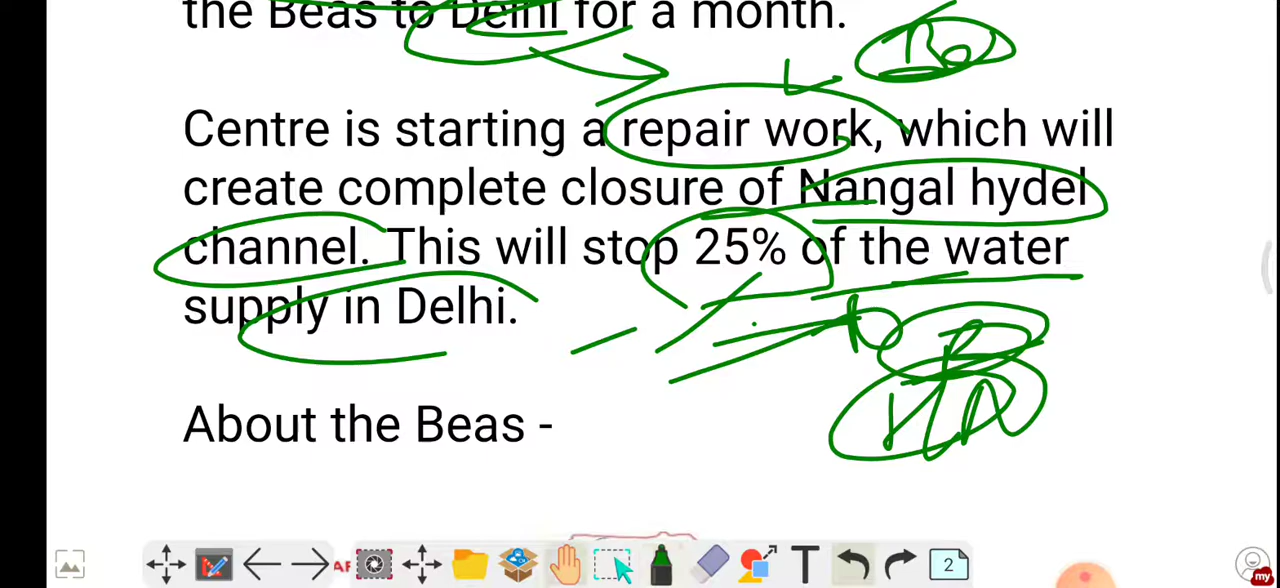 the Beas to Delhi for a month.
Centre is starting a repair work, which will
create complete closure of Nangal hydel
channel. This will stop 25% of the water
supply in Delhi.
About the Beas -
T
2
my